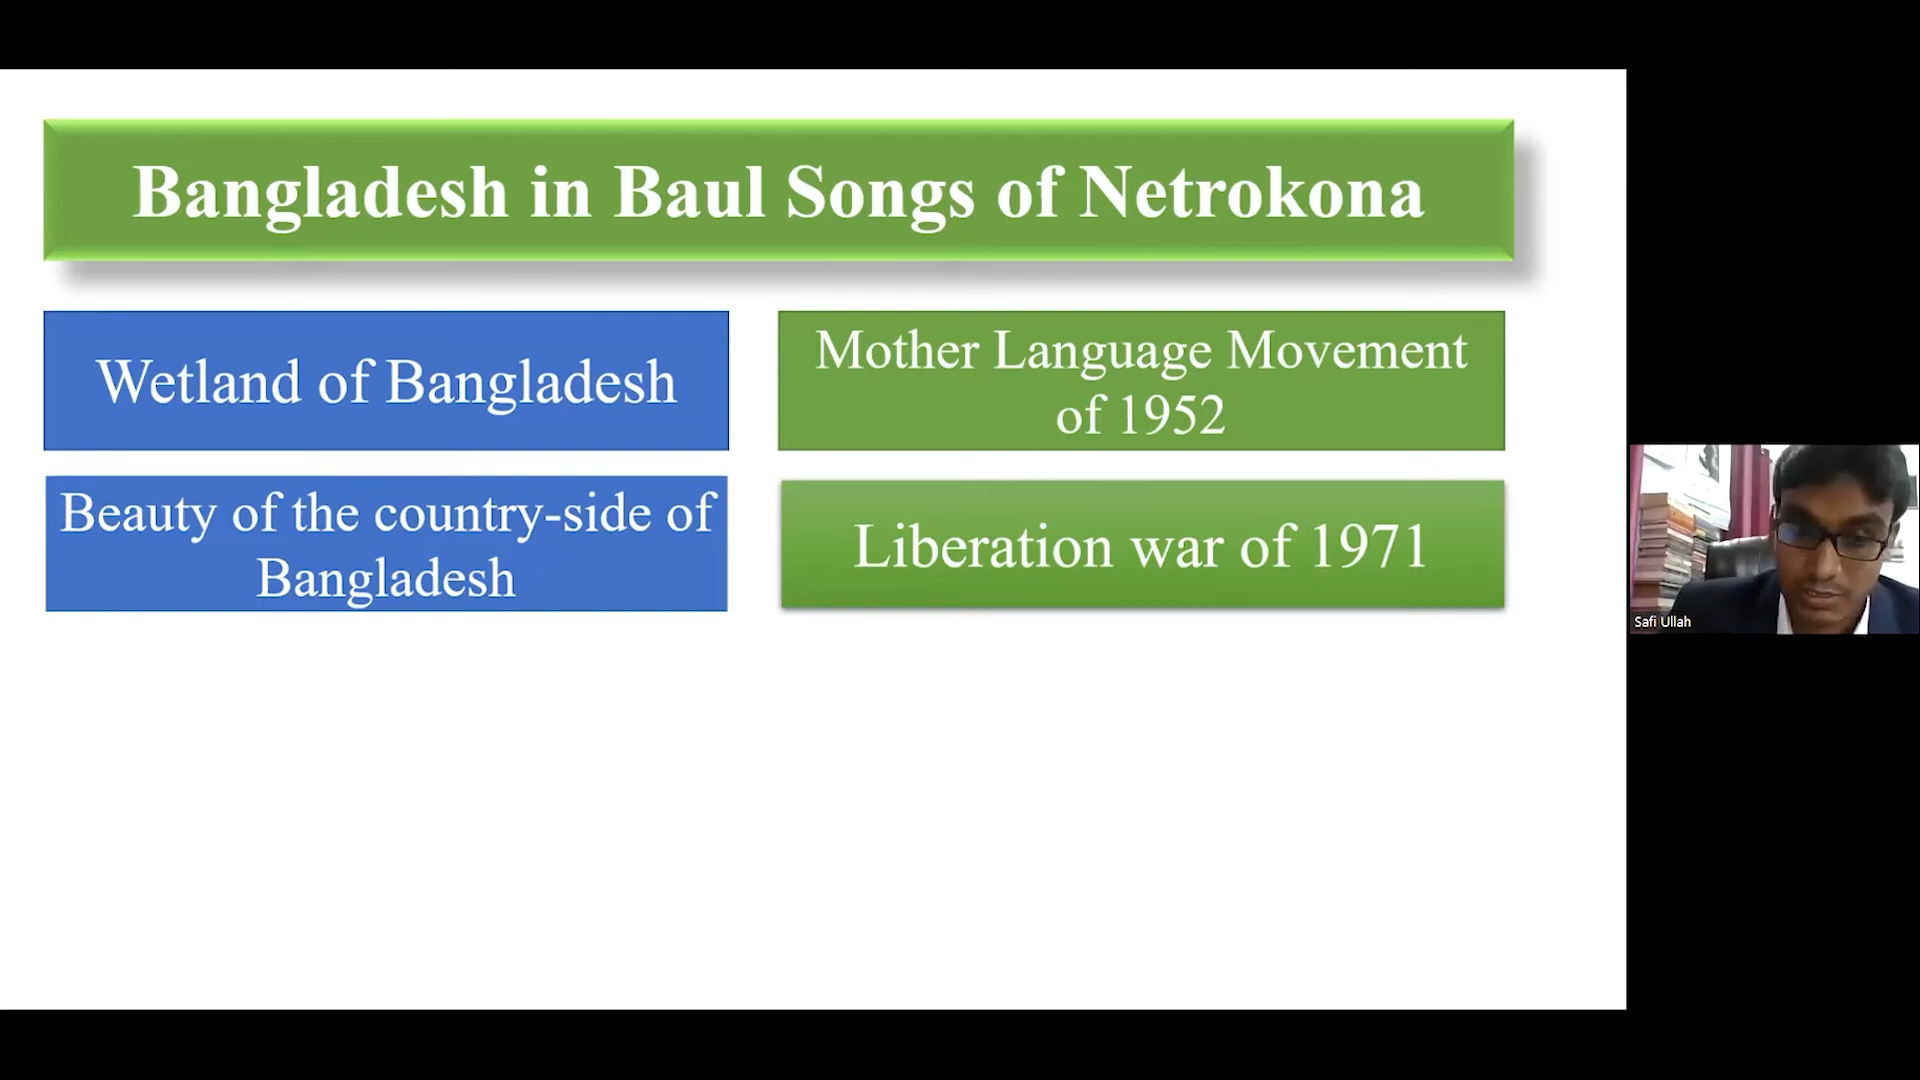 Bangladesh in Baul Songs of Netrokona
Wetland of Bangladesh
Mother Language Movement
of 1952
Beauty of the country-side of
Bangladesh
Liberation war of 1971
Safi Ullah